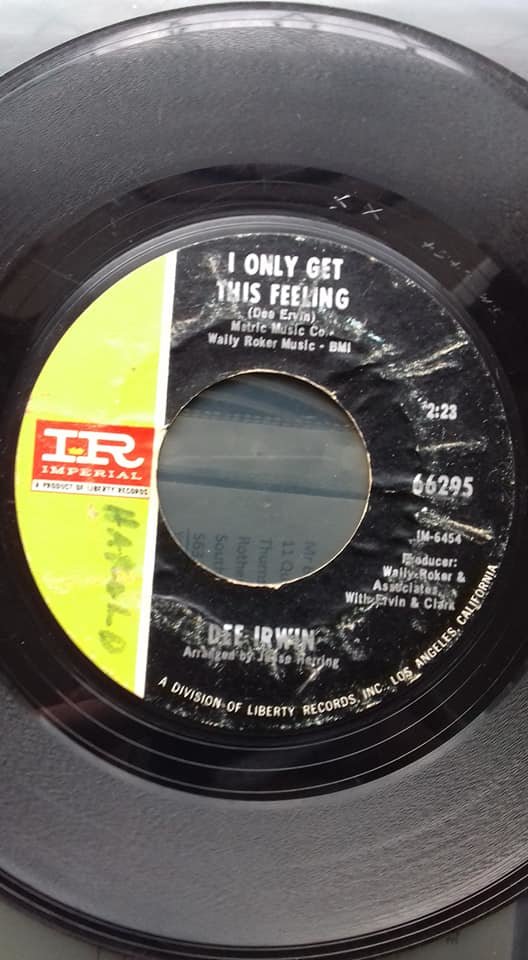 I ONLY GET
THIS FEELING
(Dee Ervin)
Metric Music Co.-
Wally Roker Music - BMI
2:23
IR
IMPERIAL
A PRODUCT OF LIBERTY RECORDS
66295
IM-6454
Producer:
Wally Roker &
Associates
With Ervin & Clark
HAROLD
DEE IRWIN
Arranged by Jesse Herring
A DIVISION OF LIBERTY RECORDS, INC., LOS ANGELES, CALIFORNIA